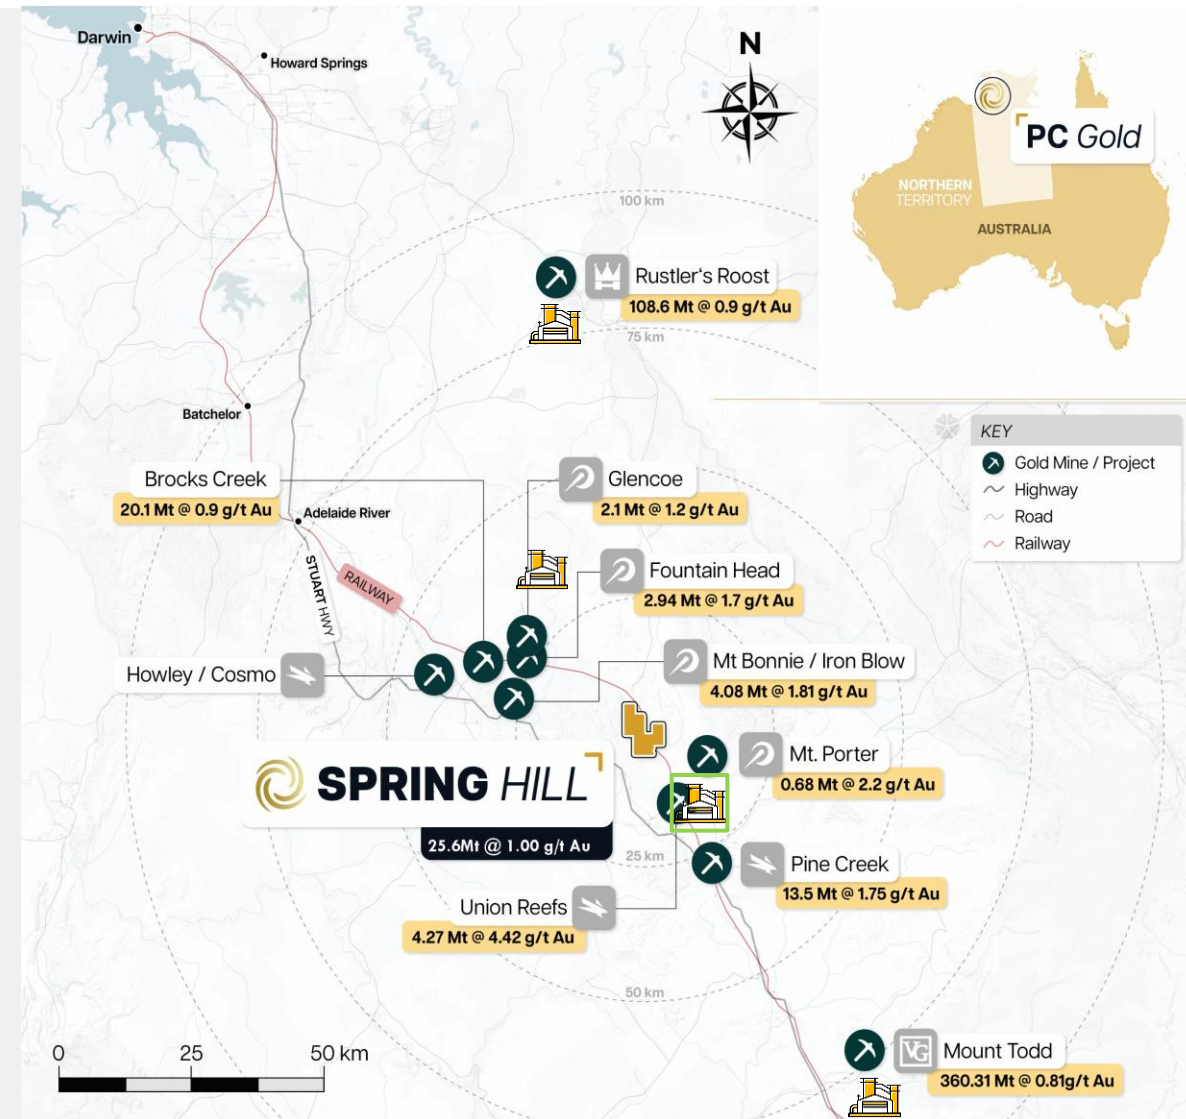 Darwin
Howard Springs
N
PC Gold
NORTHERN
TERRITORY
AUSTRALIA
100 km
Rustler's Roost
108.6 Mt @ 0.9 g/t Au
75 km
Batchelor
KEY
Gold Mine / Project
Highway
Road
Railway
Brocks Creek
20.1 Mt @ 0.9 g/t Au
Glencoe
2.1 Mt @ 1.2 g/t Au
Adelaide River
STUART HWY
RAILWAY
Fountain Head
2.94 Mt @ 1.7 g/t Au
Howley / Cosmo
Mt Bonnie / Iron Blow
4.08 Mt @ 1.81 g/t Au
SPRING HILL
25.6Mt @ 1.00 g/t Au
Mt. Porter
0.68 Mt @ 2.2 g/t Au
25 km
Pine Creek
13.5 Mt @ 1.75 g/t Au
Union Reefs
4.27 Mt @ 4.42 g/t Au
50 km
0 25 50 km
VG
Mount Todd
360.31 Mt @ 0.81g/t Au